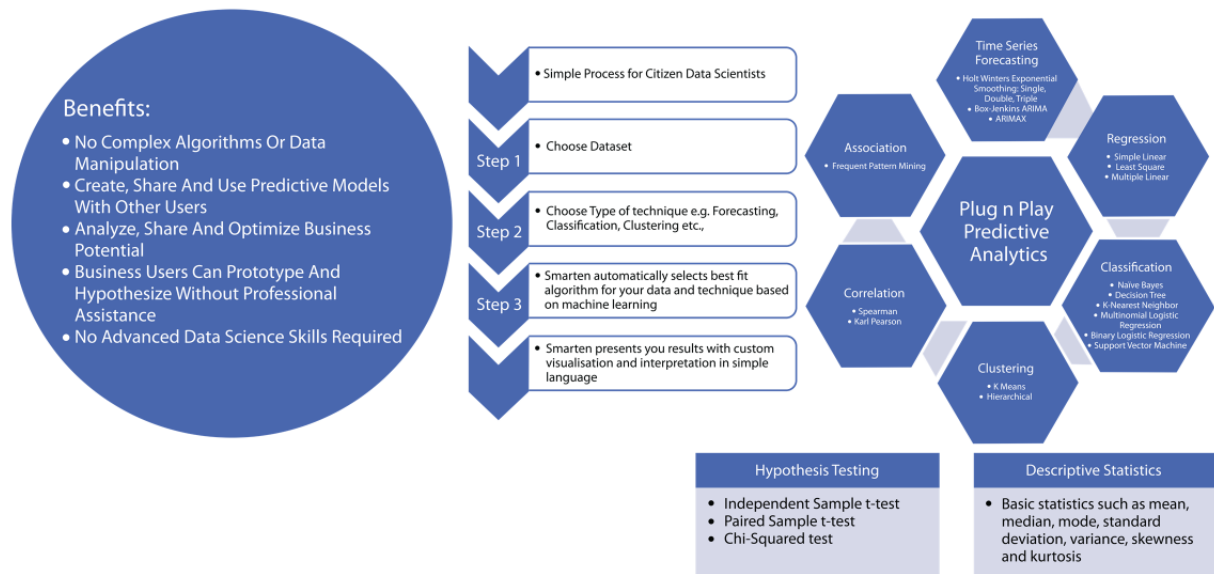 Benefits:
• No Complex Algorithms Or Data
Manipulation
• Create, Share And Use Predictive Models
With Other Users
• Analyze, Share And Optimize Business
Potential
• Business Users Can Prototype And
Hypothesize Without Professional
Assistance
• No Advanced Data Science Skills Required
• Simple Process for Citizen Data Scientists
Step 1
• Choose Dataset
Step 2
• Choose Type of technique e.g. Forecasting,
Classification, Clustering etc.,
Step 3
• Smarten automatically selects best fit
algorithm for your data and technique based
on machine learning
• Smarten presents you results with custom
visualisation and interpretation in simple
language
Time Series
Forecasting
• Holt Winters Exponential
Smoothing: Single,
Double, Triple
• Box-Jenkins ARIMA
• ARIMAX
Association
• Frequent Pattern Mining
Regression
• Simple Linear
• Least Square
• Multiple Linear
Plug n Play
Predictive
Analytics
Correlation
• Spearman
• Karl Pearson
Classification
• Naïve Bayes
• Decision Tree
• K-Nearest Neighbor
• Multinomial Logistic
Regression
• Binary Logistic Regression
• Support Vector Machine
Clustering
• K Means
• Hierarchical
Hypothesis Testing
• Independent Sample t-test
• Paired Sample t-test
• Chi-Squared test
Descriptive Statistics
• Basic statistics such as mean,
median, mode, standard
deviation, variance, skewness
and kurtosis